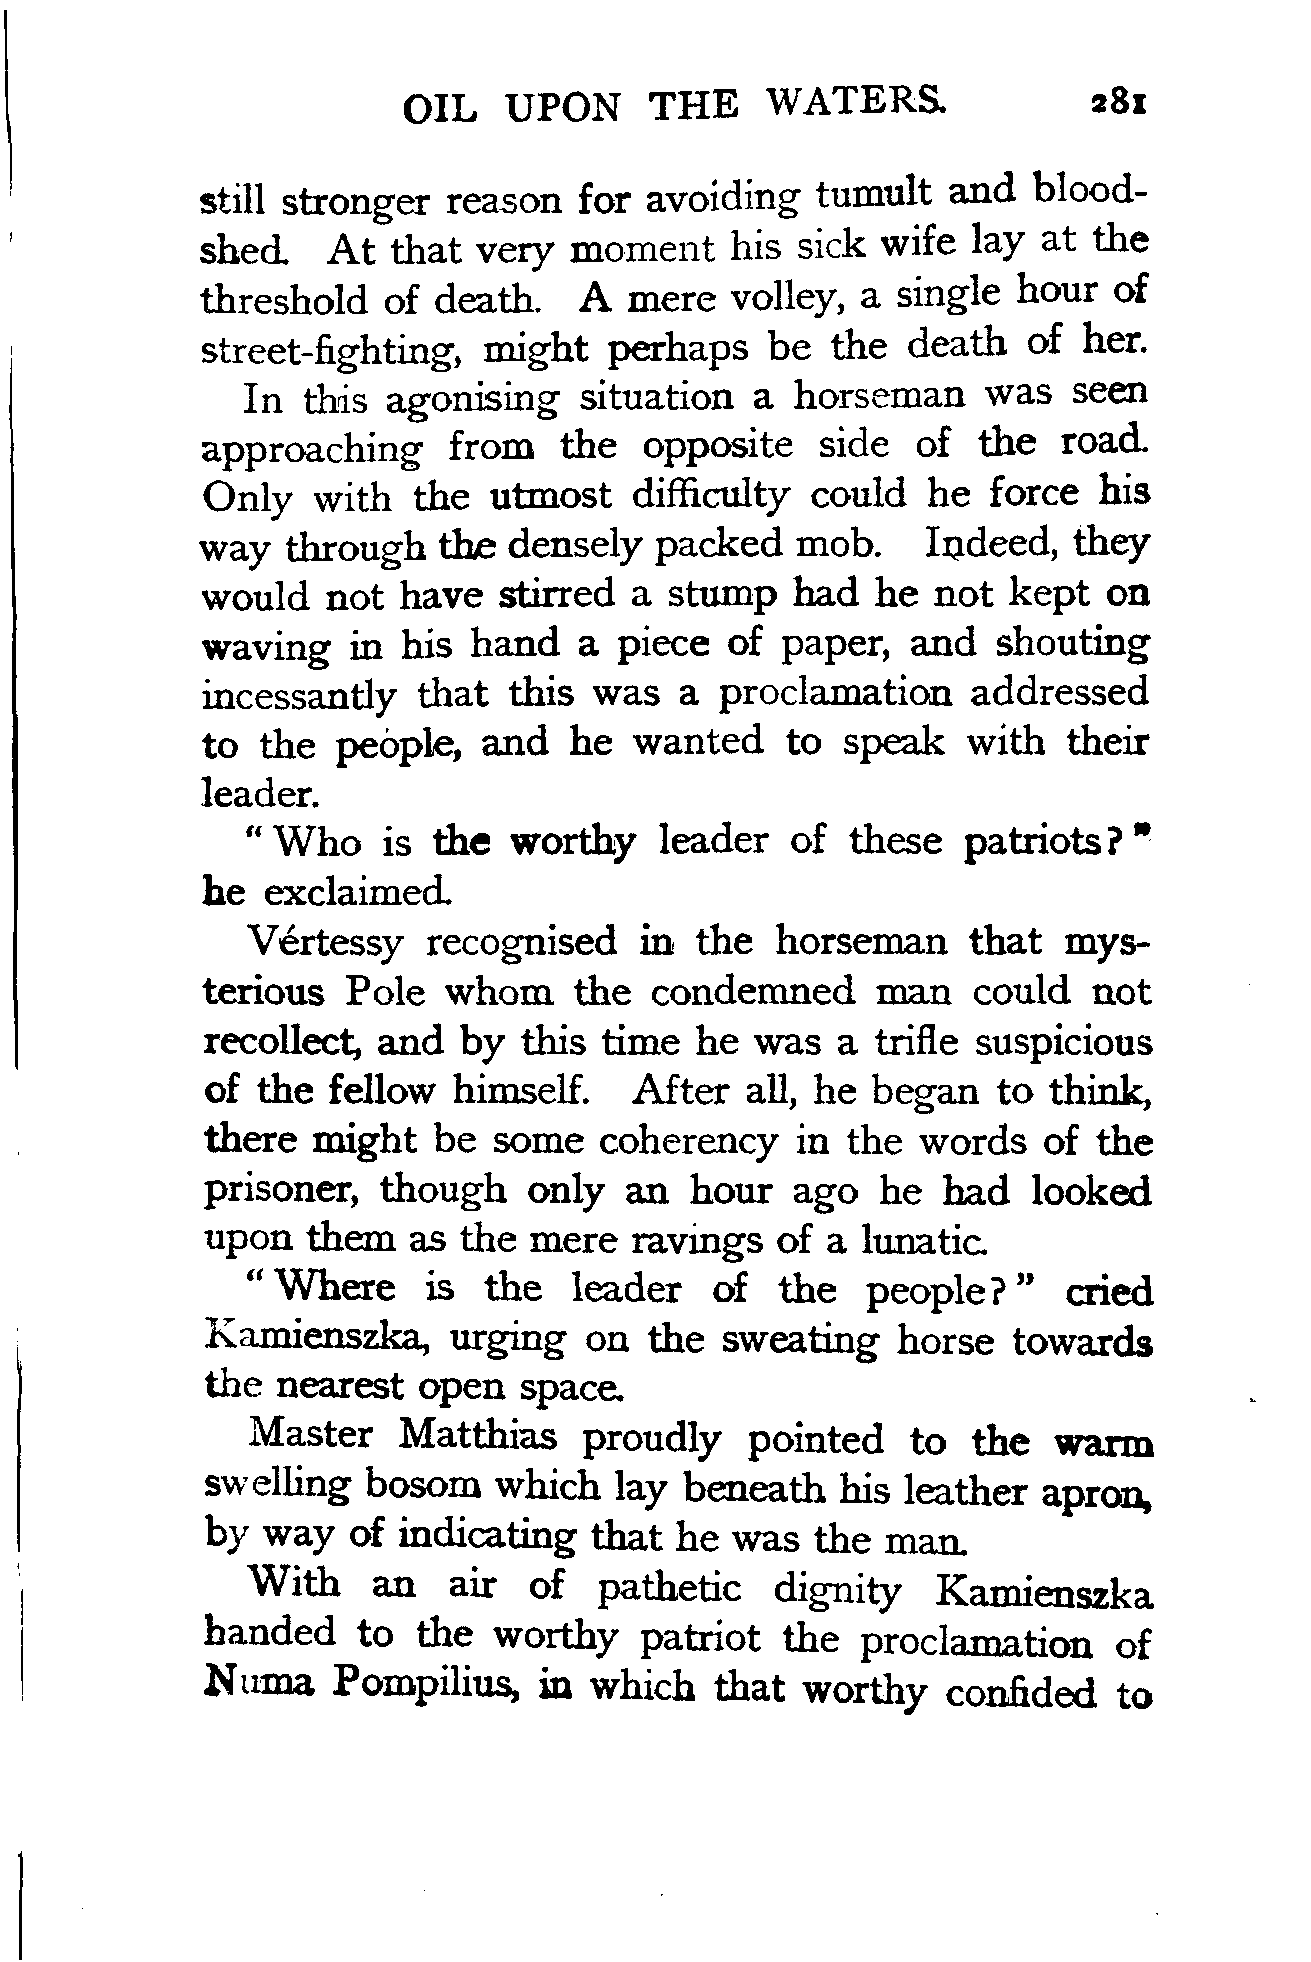 OIL UPON THE WATERS. 281
still stronger reason for avoiding tumult and blood-
shed. At that very moment his sick wife lay at the
threshold of death. A mere volley, a single hour of
street-fighting, might perhaps be the death of her.
In this agonising situation a horseman was seen
approaching from the opposite side of the road.
Only with the utmost difficulty could he force his
way through the densely packed mob. Indeed, they
would not have stirred a stump had he not kept on
waving in his hand a piece of paper, and shouting
incessantly that this was a proclamation addressed
to the people, and he wanted to speak with their
leader.
"Who is the worthy leader of these patriots?"
he exclaimed.
Vértessy recognised in the horseman that mys-
terious Pole whom the condemned man could not
recollect, and by this time he was a trifle suspicious
of the fellow himself. After all, he began to think,
there might be some coherency in the words of the
prisoner, though only an hour ago he had looked
upon them as the mere ravings of a lunatic.
"Where is the leader of the people?" cried
Kamienszka, urging on the sweating horse towards
the nearest open space.
Master Matthias proudly pointed to the warm
swelling bosom which lay beneath his leather apron,
by way of indicating that he was the man.
With an air of pathetic dignity Kamienszka
handed to the worthy patriot the proclamation of
Numa Pompilius, in which that worthy confided to